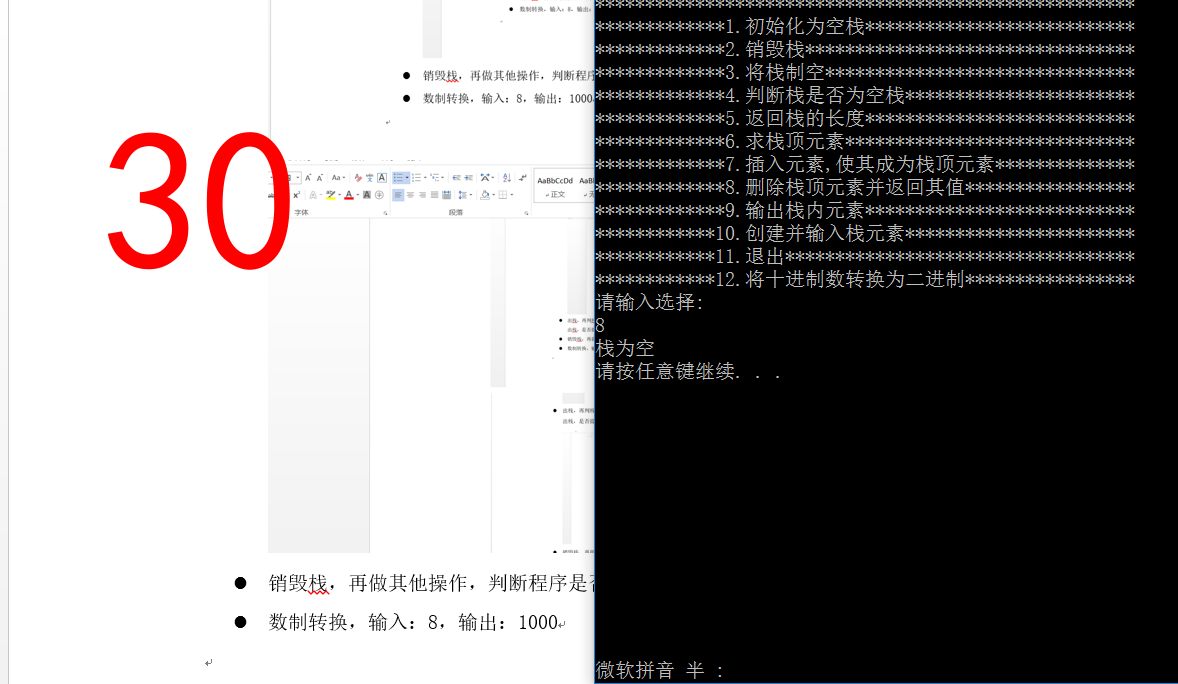 数制转换，输入：8，输出：
销毁栈，再做其他操作，判断程序
数制转换，输入：8，输出：1000
30
Aa
AaBbCcDd AaBl
正文
字体
段落
销毁栈，再做其他操作，判断程序是否
数制转换，输入：8，输出：1000
******************************************************
*************1.初始化为空栈***************************
*************2.销毁栈*********************************
*************3.将栈制空*******************************
*************4.判断栈是否为空栈***********************
*************5.返回栈的长度***************************
*************6.求栈顶元素*****************************
*************7.插入元素,使其成为栈顶元素**************
*************8.删除栈顶元素并返回其值*****************
*************9.输出栈内元素***************************
************10.创建并输入栈元素***********************
************11.退出***********************************
************12.将十进制数转换为二进制*****************
请输入选择:
8
栈为空
请按任意键继续. . .
微软拼音 半 :